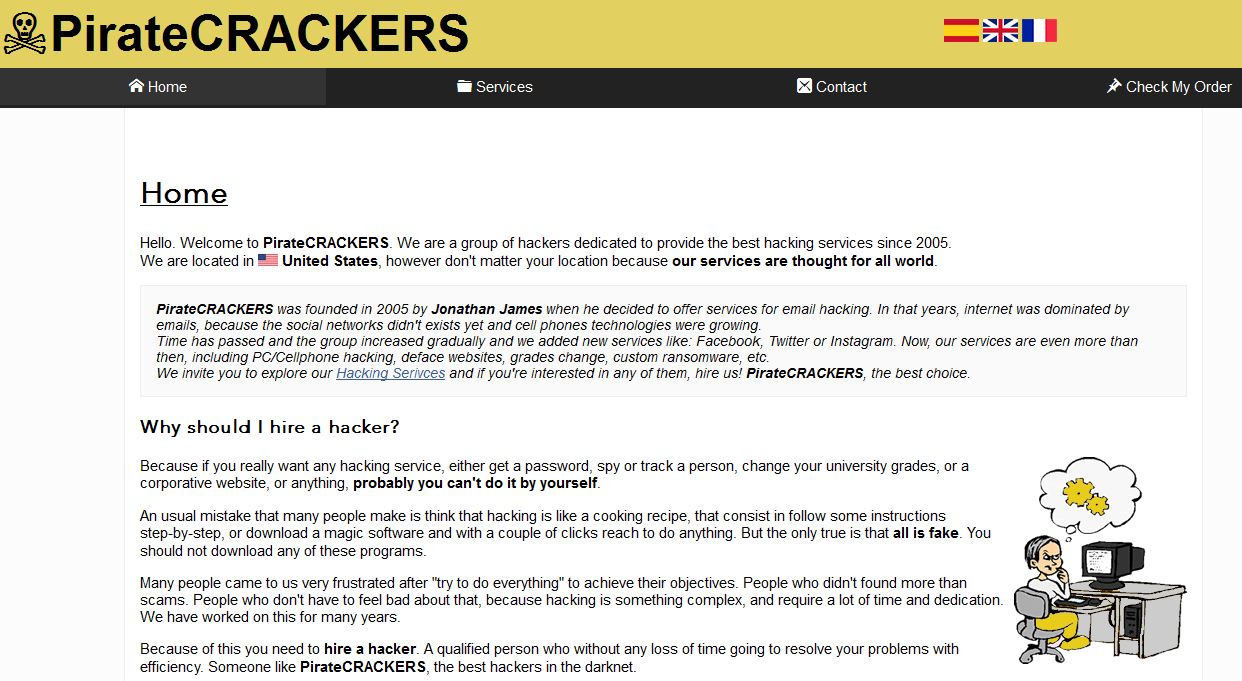 PirateCRACKERS
Home
Services
Contact
Check My Order
Home
Hello. Welcome to PirateCRACKERS. We are a group of hackers dedicated to provide the best hacking services since 2005.
We are located in United States, however don't matter your location because our services are thought for all world.
PirateCRACKERS was founded in 2005 by Jonathan James when he decided to offer services for email hacking. In that years, internet was dominated by
emails, because the social networks didn't exists yet and cell phones technologies were growing.
Time has passed and the group increased gradually and we added new services like: Facebook, Twitter or Instagram. Now, our services are even more than
then, including PC/Cellphone hacking, deface websites, grades change, custom ransomware, etc.
We invite you to explore our Hacking Serivces and if you're interested in any of them, hire us! PirateCRACKERS, the best choice.
Why should I hire a hacker?
Because if you really want any hacking service, either get a password, spy or track a person, change your university grades, or a
corporative website, or anything, probably you can't do it by yourself.
An usual mistake that many people make is think that hacking is like a cooking recipe, that consist in follow some instructions
step-by-step, or download a magic software and with a couple of clicks reach to do anything. But the only true is that all is fake. You
should not download any of these programs.
Many people came to us very frustrated after "try to do everything" to achieve their objectives. People who didn't found more than
scams. People who don't have to feel bad about that, because hacking is something complex, and require a lot of time and dedication.
We have worked on this for many years.
Because of this you need to hire a hacker. A qualified person who without any loss of time going to resolve your problems with
efficiency. Someone like PirateCRACKERS, the best hackers in the darknet.